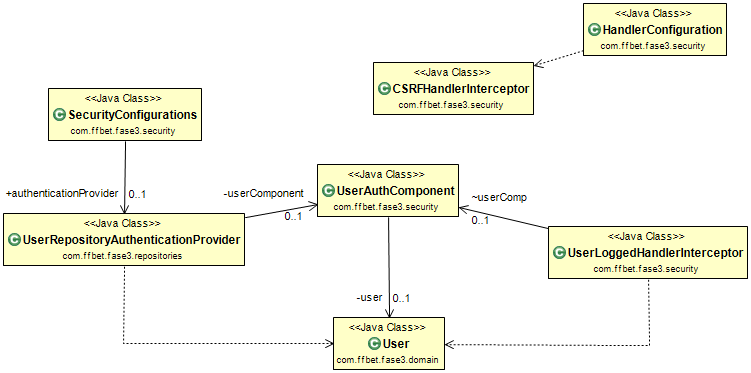 <<Java Class>>
HandlerConfiguration
com.ffbet.fase3.security
<<Java Class>>
CSRFHandlerInterceptor
com.ffbet.fase3.security
<<Java Class>>
SecurityConfigurations
com.ffbet.fase3.security
+authenticationProvider
0..1
<<Java Class>>
UserRepositoryAuthenticationProvider
com.ffbet.fase3.repositories
-userComponent
0..1
<<Java Class>>
UserAuthComponent
com.ffbet.fase3.security
~userComp
0..1
<<Java Class>>
UserLoggedHandlerInterceptor
com.ffbet.fase3.security
-user
0..1
<<Java Class>>
User
com.ffbet.fase3.domain